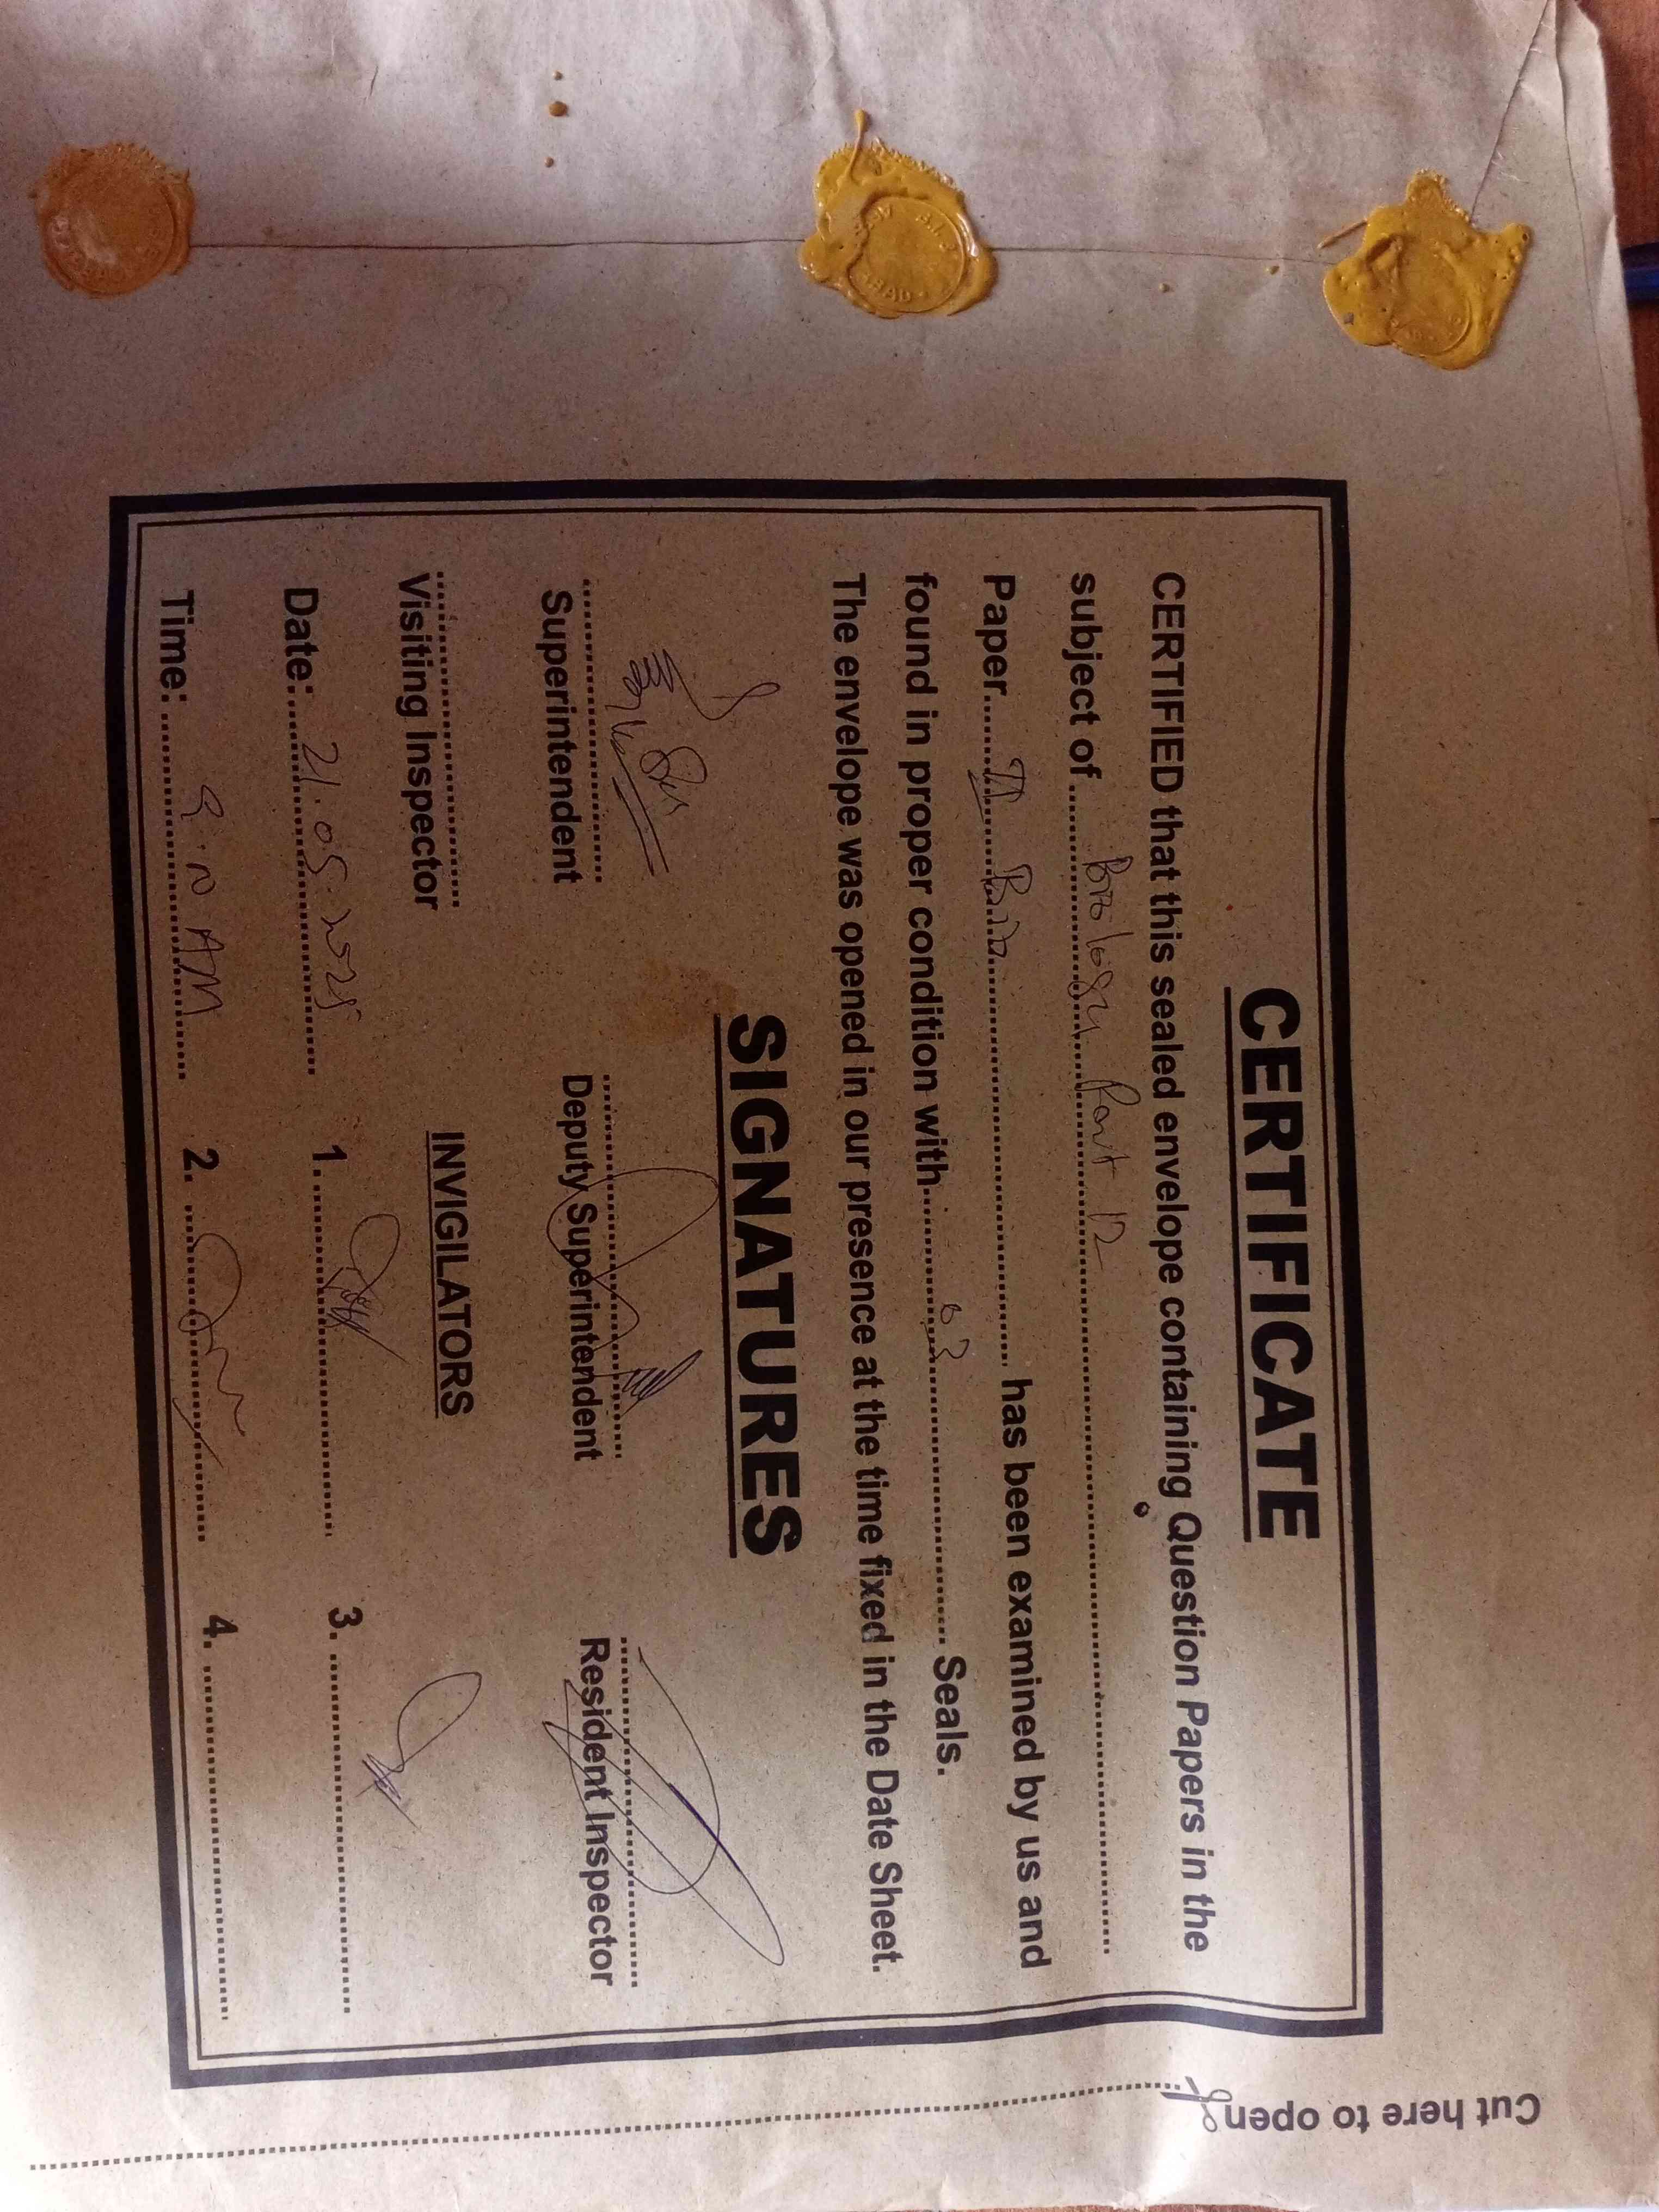 CERTIFICATE
CERTIFIED that this sealed envelope containing Question Papers in the
subject of Biology Part 12
Paper II has been examined by us and
found in proper condition with 03 Seals.
The envelope was opened in our presence at the time fixed in the Date Sheet.
SIGNATURES
Superintendent Deputy Superintendent Resident Inspector
Visiting Inspector INVIGILATORS
Date: 21.05.2025 1. 3.
Time: AM 2. 4.
Cut here to open